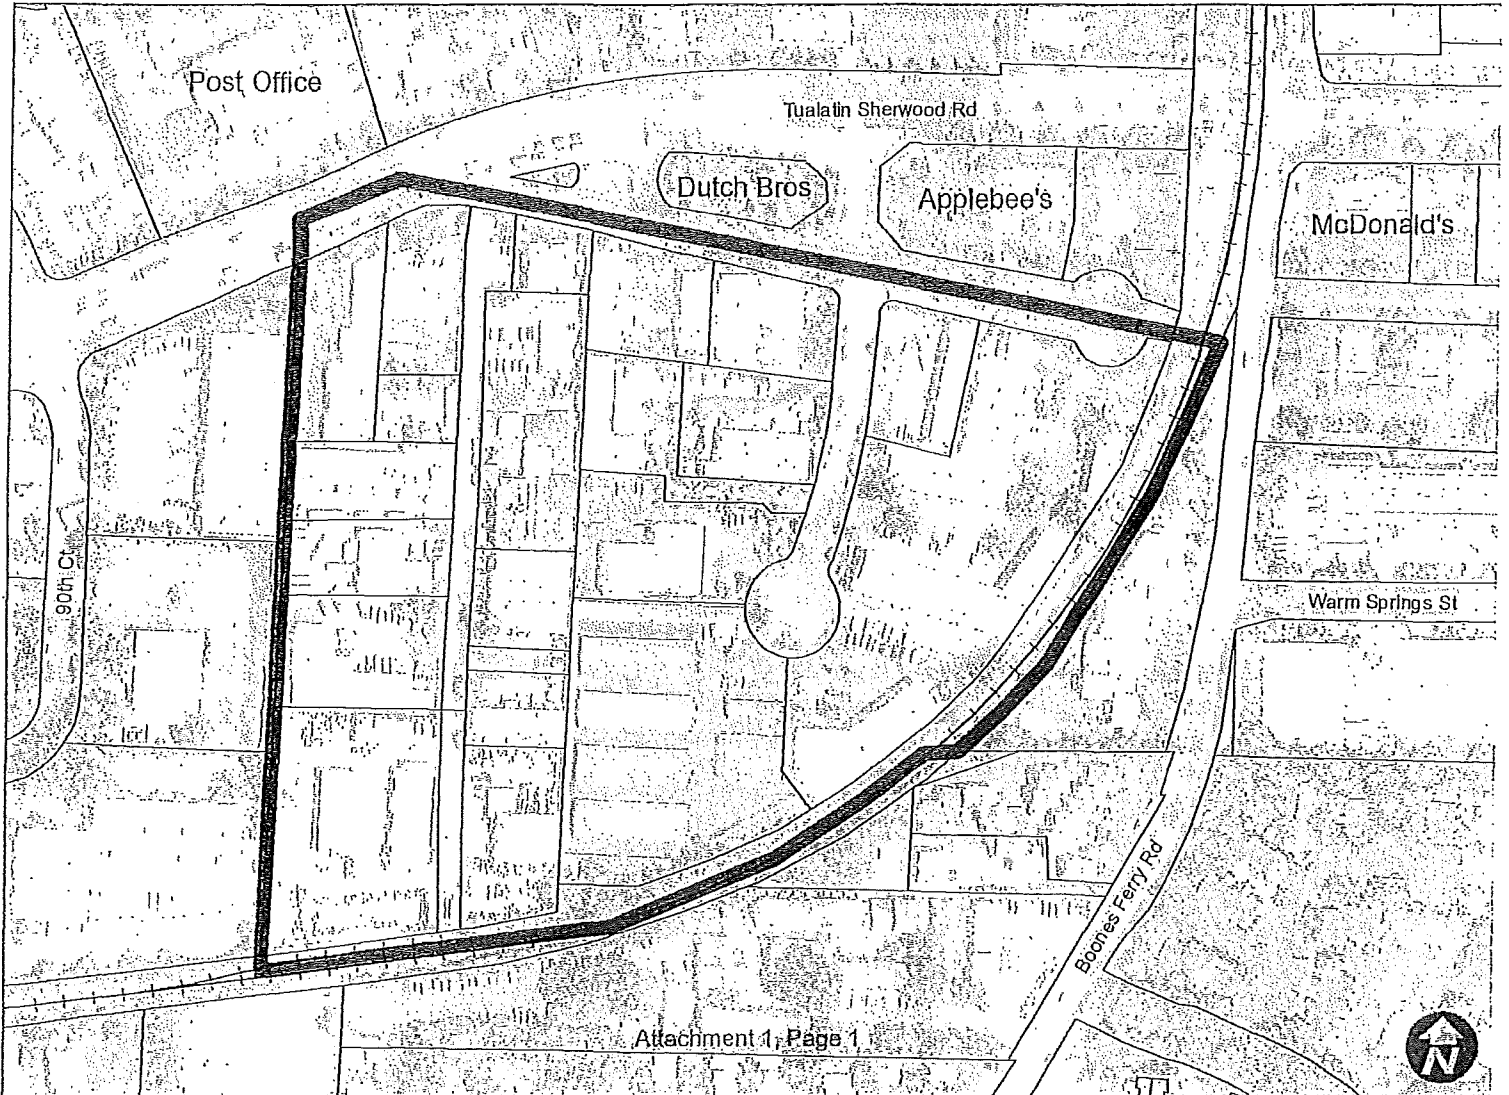 Post Office
Tualatin Sherwood Rd
Dutch Bros
Applebee's
McDonald's
90th Ct
Warm Springs St
Boones Ferry Rd
Attachment 1, Page 1
N